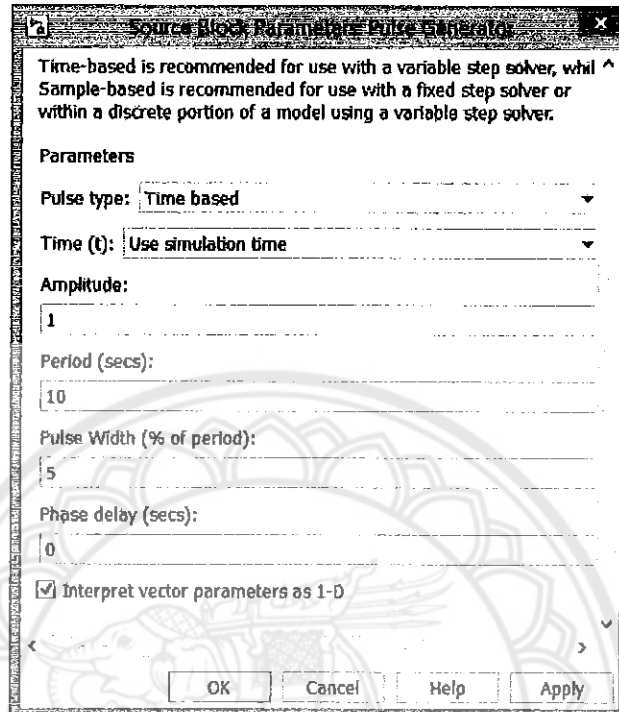 Source Block Parameters: Pulse Generator
Time-based is recommended for use with a variable step solver, whil
Sample-based is recommended for use with a fixed step solver or
within a discrete portion of a model using a variable step solver.
Parameters
Pulse type: Time based
Time (t): Use simulation time
Amplitude:
1
Period (secs):
10
Pulse Width (% of period):
5
Phase delay (secs):
0
Interpret vector parameters as 1-D
OK Cancel Help Apply